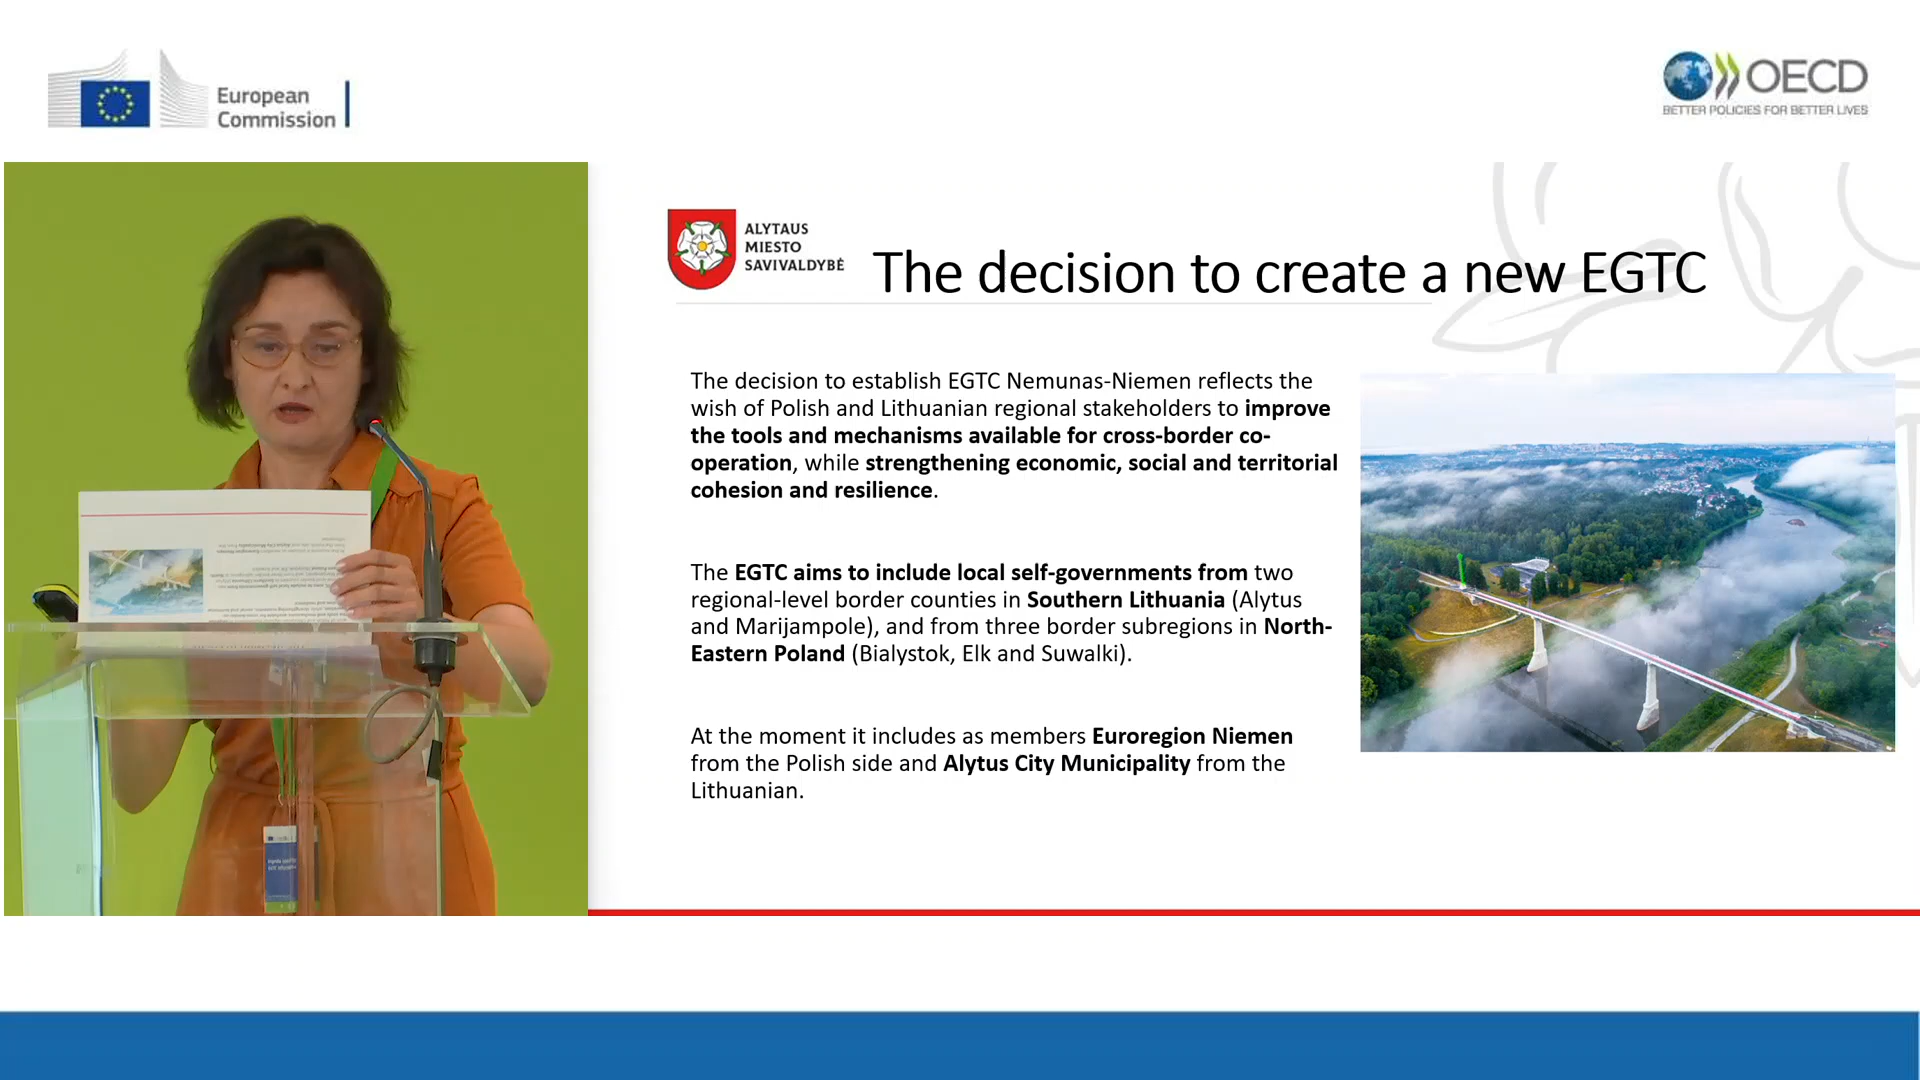 European
Commission
OECD
BETTER POLICIES FOR BETTER LIVES
ALYTAUS
MIESTO
SAVIVALDYBĖ
The decision to create a new EGTC
The decision to establish EGTC Nemunas-Niemen reflects the
wish of Polish and Lithuanian regional stakeholders to improve
the tools and mechanisms available for cross-border co-
operation, while strengthening economic, social and territorial
cohesion and resilience.
The EGTC aims to include local self-governments from two
regional-level border counties in Southern Lithuania (Alytus
and Marijampole), and from three border subregions in North-
Eastern Poland (Bialystok, Elk and Suwalki).
At the moment it includes as members Euroregion Niemen
from the Polish side and Alytus City Municipality from the
Lithuanian.